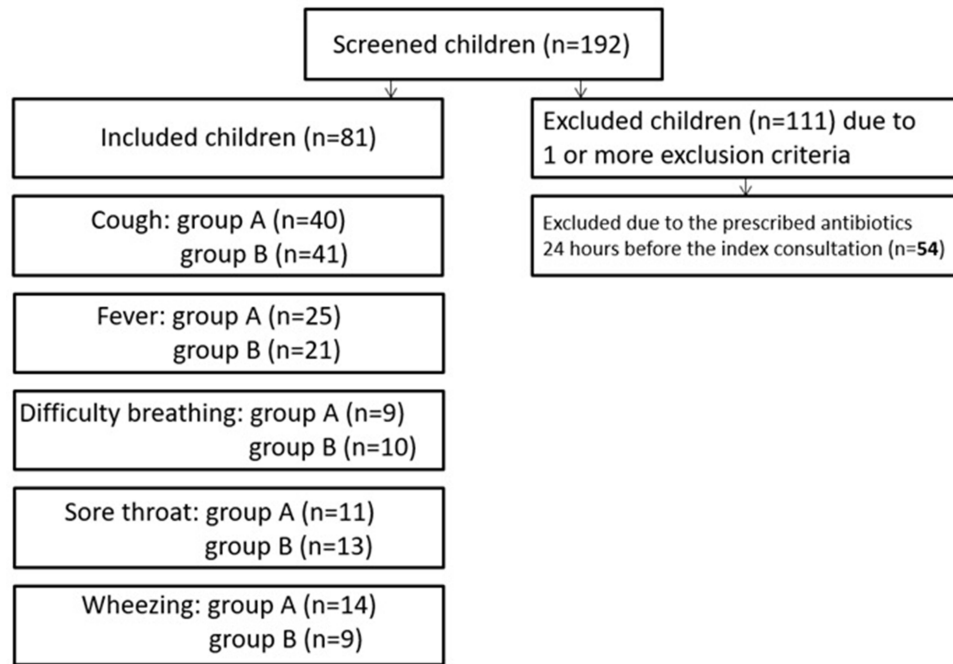 Screened children (n=192)
Included children (n=81)
Excluded children (n=111) due to
1 or more exclusion criteria
Excluded due to the prescribed antibiotics
24 hours before the index consultation (n=54)
Cough: group A (n=40)
group B (n=41)
Fever: group A (n=25)
group B (n=21)
Difficulty breathing: group A (n=9)
group B (n=10)
Sore throat: group A (n=11)
group B (n=13)
Wheezing: group A (n=14)
group B (n=9)